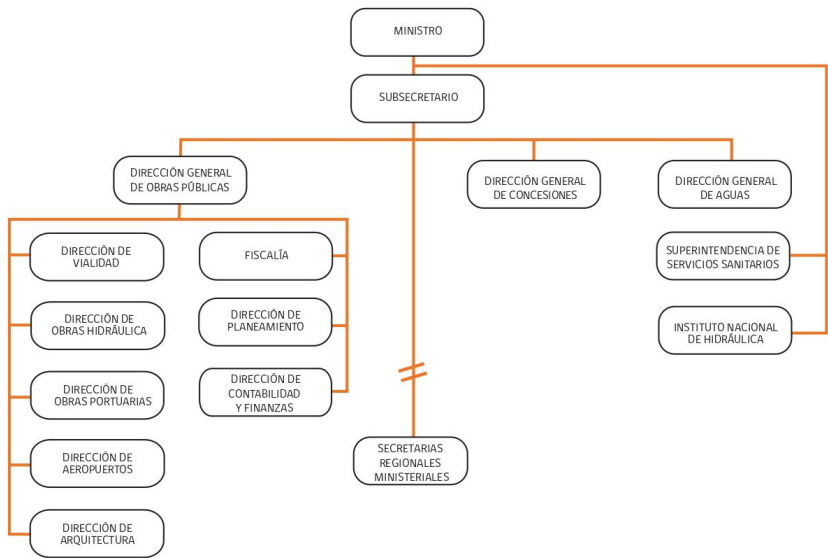 MINISTRO
SUBSECRETARIO
DIRECCIÓN GENERAL
DE OBRAS PÚBLICAS
DIRECCIÓN GENERAL
DE CONCESIONES
DIRECCIÓN GENERAL
DE AGUAS
DIRECCIÓN DE
VIALIDAD
FISCALÍA
SUPERINTENDENCIA DE
SERVICIOS SANITARIOS
DIRECCIÓN DE
OBRAS HIDRÁULICA
DIRECCIÓN DE
PLANEAMIENTO
INSTITUTO NACIONAL
DE HIDRÁULICA
DIRECCIÓN DE
OBRAS PORTUARIAS
DIRECCIÓN DE
CONTABILIDAD
Y FINANZAS
DIRECCIÓN DE
AEROPUERTOS
SECRETARIAS
REGIONALES
MINISTERIALES
DIRECCIÓN DE
ARQUITECTURA